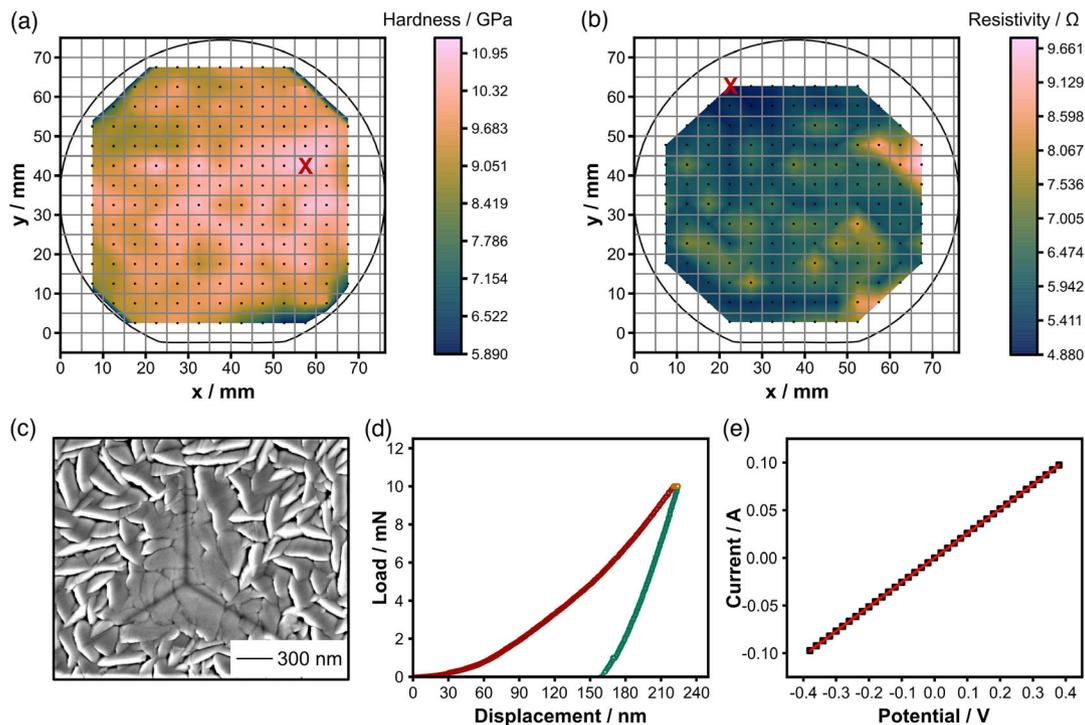 (a)
Hardness / GPa
y / mm
70
60
50
40
30
20
10
0
X
0 10 20 30 40 50 60 70
x / mm
10.95
10.32
9.683
9.051
8.419
7.786
7.154
6.522
5.890
(b)
Resistivity / Ω
y / mm
70
60
50
40
30
20
10
0
X
0 10 20 30 40 50 60 70
x / mm
9.661
9.129
8.598
8.067
7.536
7.005
6.474
5.942
5.411
4.880
(c)
300 nm
(d)
Load / mN
12
10
8
6
4
2
0
0 30 60 90 120 150 180 210 240
Displacement / nm
(e)
Current / A
0.10
0.05
0.00
-0.05
-0.10
-0.4 -0.3 -0.2 -0.1 0.0 0.1 0.2 0.3 0.4
Potential / V